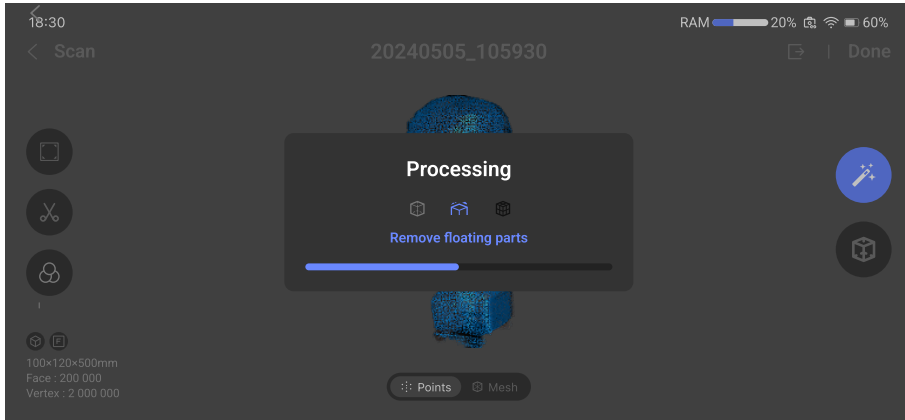 18:30
RAM 20% 60%
Scan 20240505_105930 Done
Processing
Remove floating parts
100×120×500mm
Face : 200 000
Vertex : 2 000 000
Points Mesh